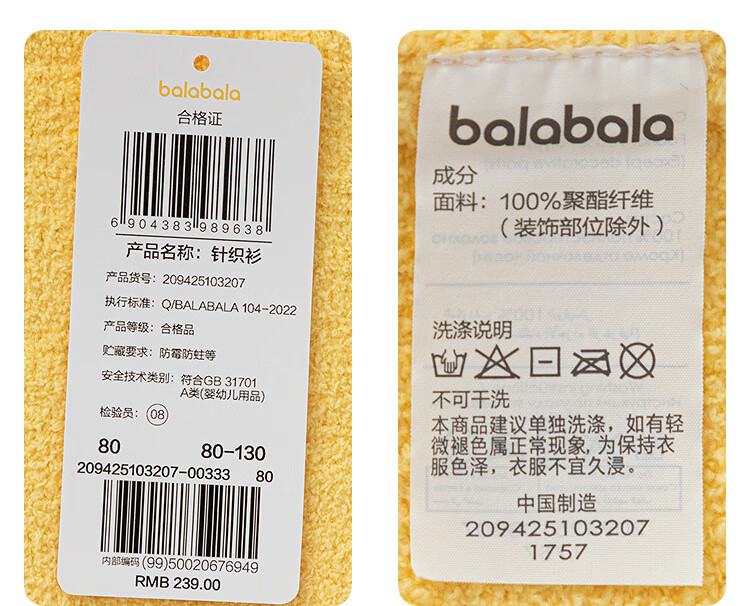 balabala
合格证
6 904383 989638
产品名称：针织衫
产品货号：209425103207
执行标准：Q/BALABALA 104-2022
产品等级：合格品
贮藏要求：防霉防蛀等
安全技术类别：符合GB 31701
A类(婴幼儿用品)
检验员：08
80 80-130
209425103207-00333 80
内部编码 (99)50020676949
RMB 239.00
balabala
成分
面料：100%聚酯纤维
（装饰部位除外）
洗涤说明
不可干洗
本商品建议单独洗涤，如有轻
微褪色属正常现象,为保持衣
服色泽，衣服不宜久浸。
中国制造
209425103207
1757